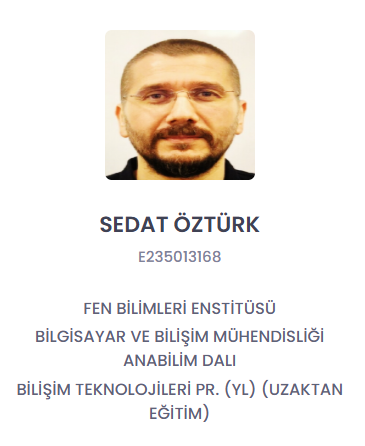 SEDAT ÖZTÜRK
E235013168
FEN BİLİMLERİ ENSTİTÜSÜ
BİLGİSAYAR VE BİLİŞİM MÜHENDİSLİĞİ
ANABİLİM DALI
BİLİŞİM TEKNOLOJİLERİ PR. (YL) (UZAKTAN
EĞİTİM)